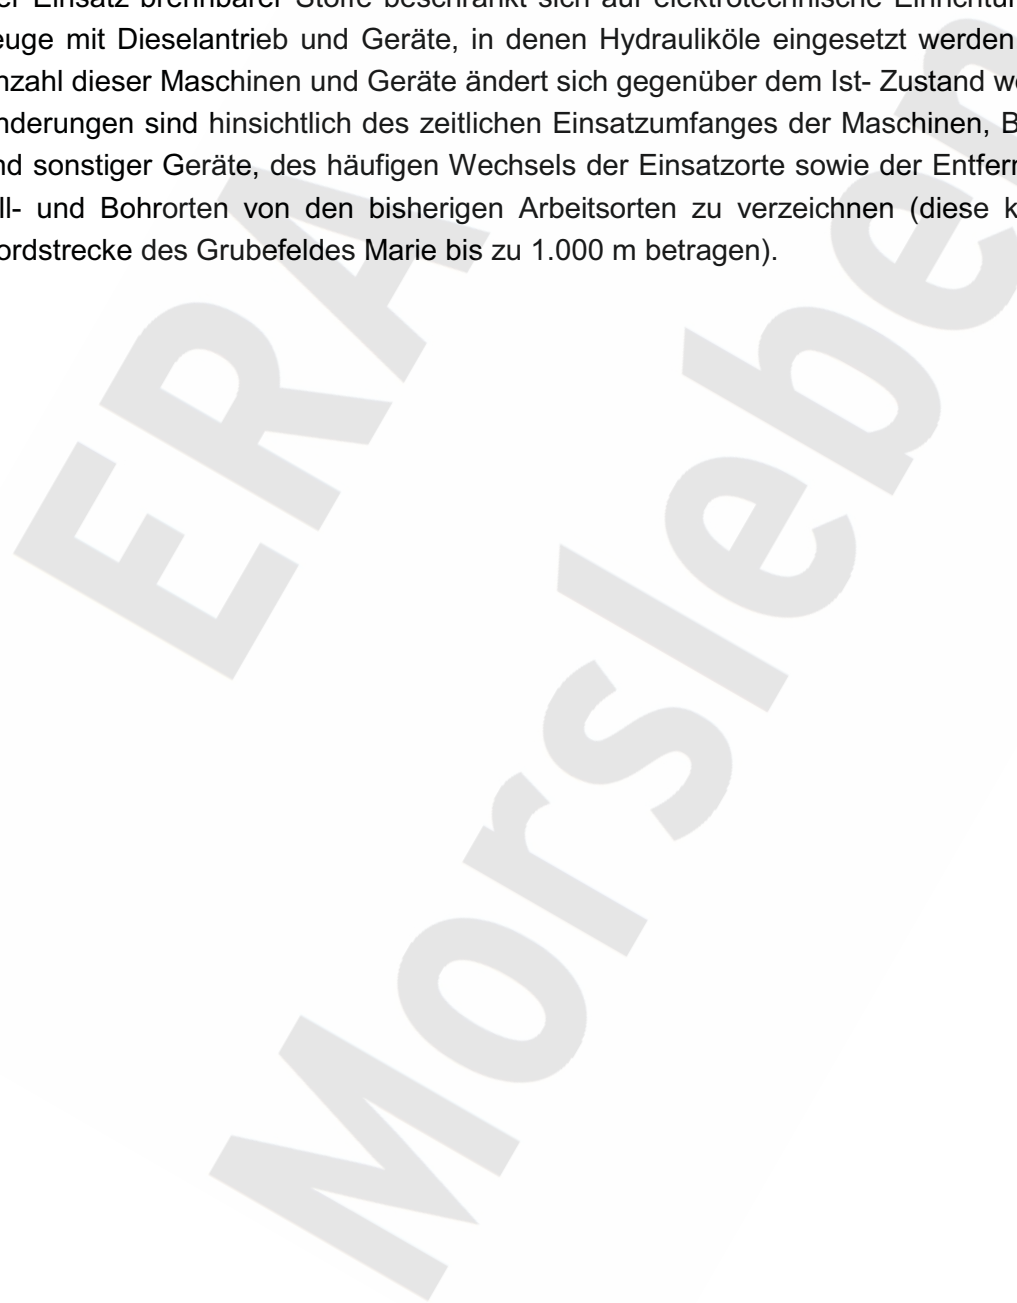 er Einsatz brennbarer Stoffe beschränkt sich auf elektrotechnische Einrichtun
euge mit Dieselantrieb und Geräte, in denen Hydrauliköle eingesetzt werden
nzahl dieser Maschinen und Geräte ändert sich gegenüber dem Ist- Zustand we
nderungen sind hinsichtlich des zeitlichen Einsatzumfanges der Maschinen, B
nd sonstiger Geräte, des häufigen Wechsels der Einsatzorte sowie der Entfern
ll- und Bohrorten von den bisherigen Arbeitsorten zu verzeichnen (diese k
ordstrecke des Grubefeldes Marie bis zu 1.000 m betragen).
ERA
Morsleben